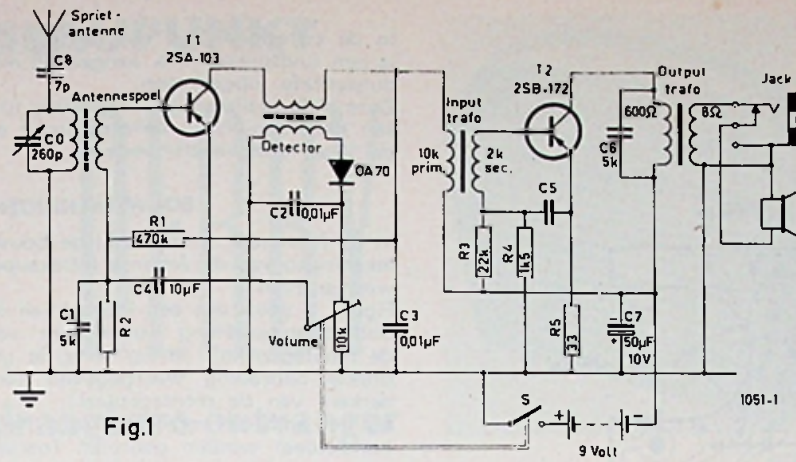 Spriet-
antenne
C8
7p
Antennespoel
C0
260p
T1
2SA-103
Detector
OA70
C2
0,01µF
R1
470k
C4
10µF
C1
5k
R2
Volume
10k
C3
0,01µF
Input
trafo
10k
prim.
2k
sec.
T2
2SB-172
C5
R3
22k
R4
1k5
R5
33
Output
trafo
600Ω
8Ω
C6
5k
Jack
- C7
+ 50µF
10V
S
+ -
9 Volt
1051-1
Fig.1